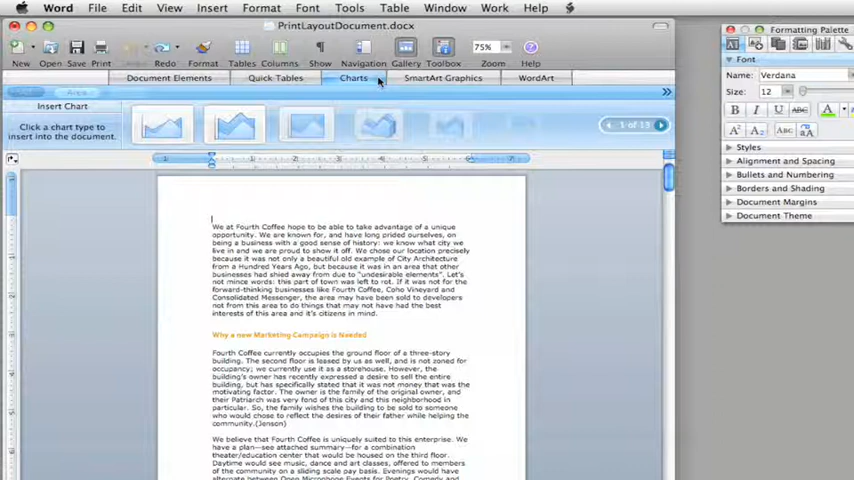 Word File Edit View Insert Format Font Tools Table Window Work Help
PrintLayoutDocument.docx
New Open Save Print Redo Format Tables Columns Show Navigation Gallery Toolbox Zoom Help
75%
Document Elements Quick Tables Charts SmartArt Graphics WordArt
Area
Insert Chart
Click a chart type to
insert into the document.
1 of 13
We at Fourth Coffee hope to be able to take advantage of a unique
opportunity. We are known for, and have long prided ourselves, on
being a business with a good sense of history: we know what city we
live in and we are proud to show it off. We chose our location precisely
because it was not only a beautiful old example of City Architecture
from a Hundred Years Ago, but because it was in an area that other
businesses had shied away from due to "undesirable elements". Let's
not mince words: this part of town was left to rot. If it was not for the
forward-thinking businesses like Fourth Coffee, Coho Vineyard and
Consolidated Messenger, the area may have been sold to developers
not from this area to do things that may not have had the best
interests of this area and it's citizens in mind.
Why a new Marketing Campaign is Needed
Fourth Coffee currently occupies the ground floor of a three-story
building. The second floor is leased by us as well, and is not zoned for
occupancy; we currently use it as a storehouse. However, the
building's owner has recently expressed a desire to sell the entire
building, but has specifically stated that it was not money that was the
motivating factor. The owner is the family of the original owner, and
their Patriarch was very fond of this city and this neighborhood in
particular. So, the family wishes the building to be sold to someone
who would chose to reflect the desires of their father while helping the
community.(Jenson)
We believe that Fourth Coffee is uniquely suited to this enterprise. We
have a plan—see attached summary—for a combination
theater/education center that would be housed on the third floor.
Daytime would see music, dance and art classes, offered to members
of the community on a sliding scale pay basis. Evenings would have
alternate between Open Microphone Events for Poetry, Comedy and
Formatting Palette
Font
Name: Verdana
Size: 12
B I U ABC A
A² A₂ ABC
Styles
Alignment and Spacing
Bullets and Numbering
Borders and Shading
Document Margins
Document Theme